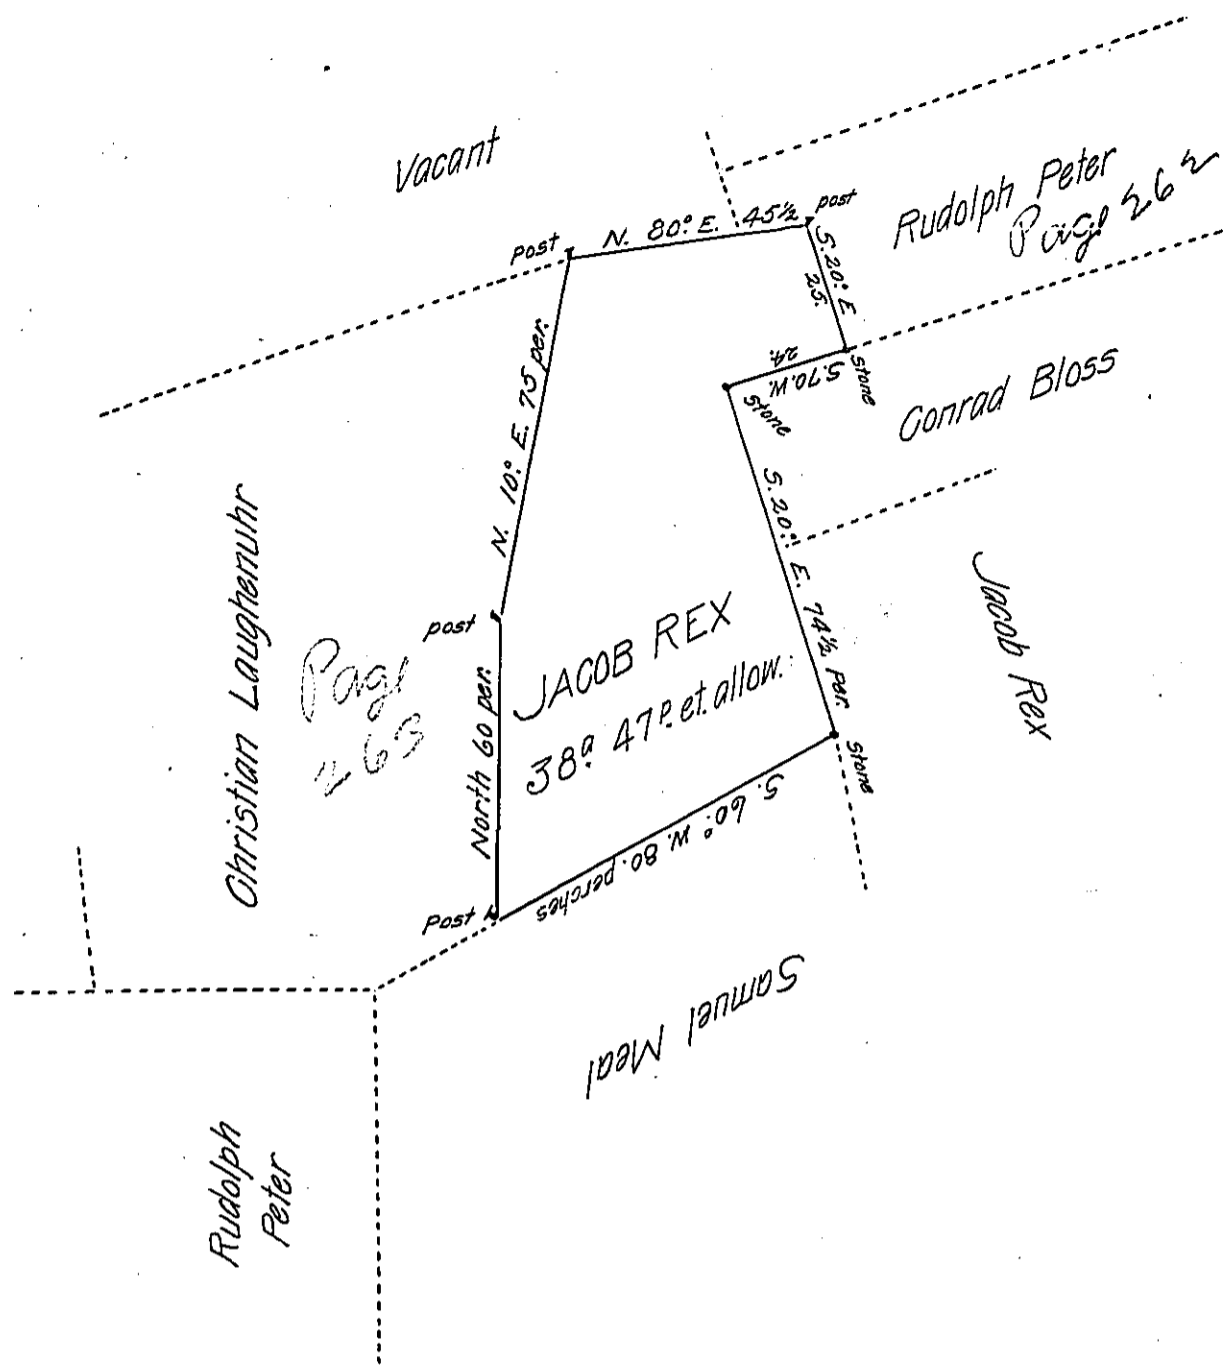 Vacant
post
N. 80° E. 45½
post
Rudolph Peter
Page 262
S. 20° E
25.
stone
S. 70. W.
24.
stone
Conrad Bloss
N. 10° E. 75 per.
S. 20° E. 74½ Per.
Jacob Rex
Christian Laughenuhr
Page
263
post
JACOB REX
38a. 47P. et. allow.
North 60 per.
Stone
S. 60° W. 80. perches
Post
Samuel Meal
Rudolph
Peter